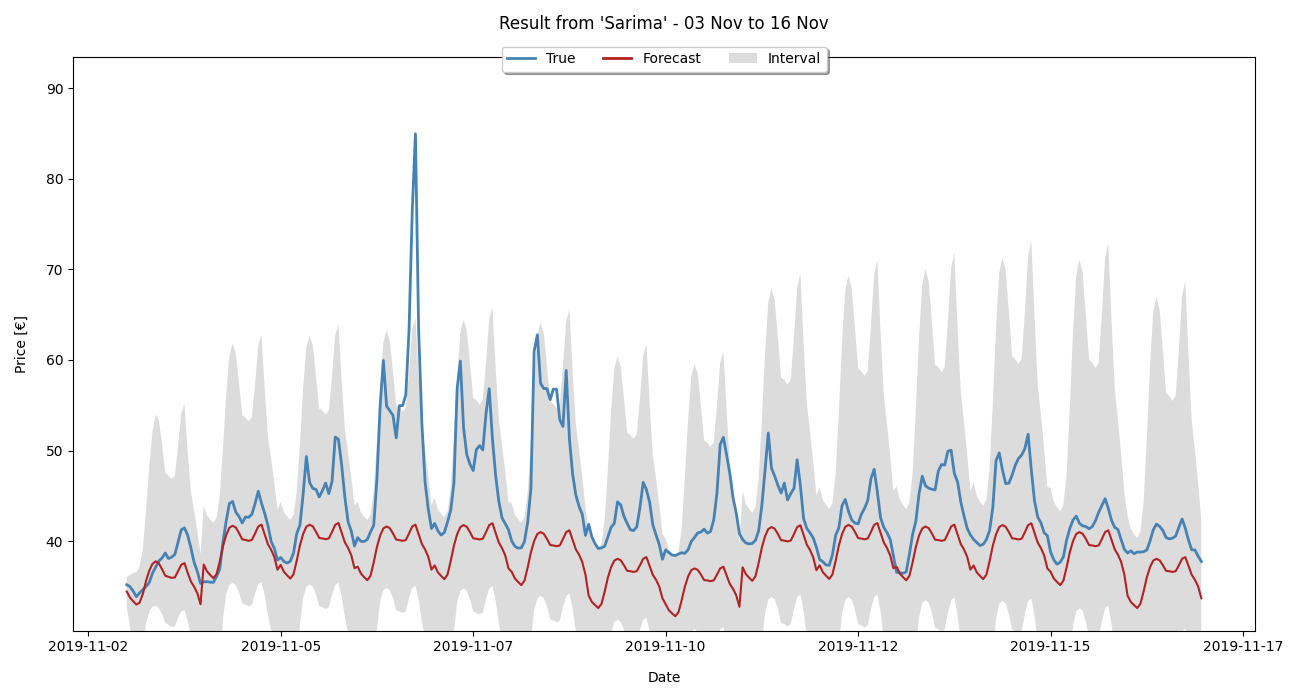 Result from 'Sarima' - 03 Nov to 16 Nov
True Forecast Interval
90
80
70
60
50
40
Price [€]
2019-11-02 2019-11-05 2019-11-07 2019-11-10 2019-11-12 2019-11-15 2019-11-17
Date